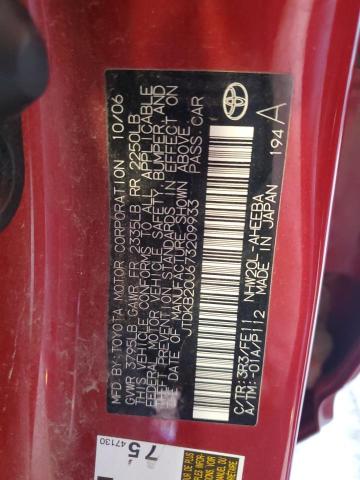 MFD. BY: TOYOTA MOTOR CORPORATION 10/06
GVWR 3795LB GAWR FR 2335LB RR 2250LB
THIS VEHICLE CONFORMS TO ALL APPLICABLE
FEDERAL MOTOR VEHICLE SAFETY, BUMPER, AND
THEFT PREVENTION STANDARDS IN EFFECT ON THE
DATE OF MANUFACTURE SHOWN ABOVE.
JTDKB20U673259933 PASS. CAR
C/TR: 3R3/FE11 NHW20L-AHEEBA
A/TM: -01A/P112 MADE IN JAPAN
194 A
75
47130